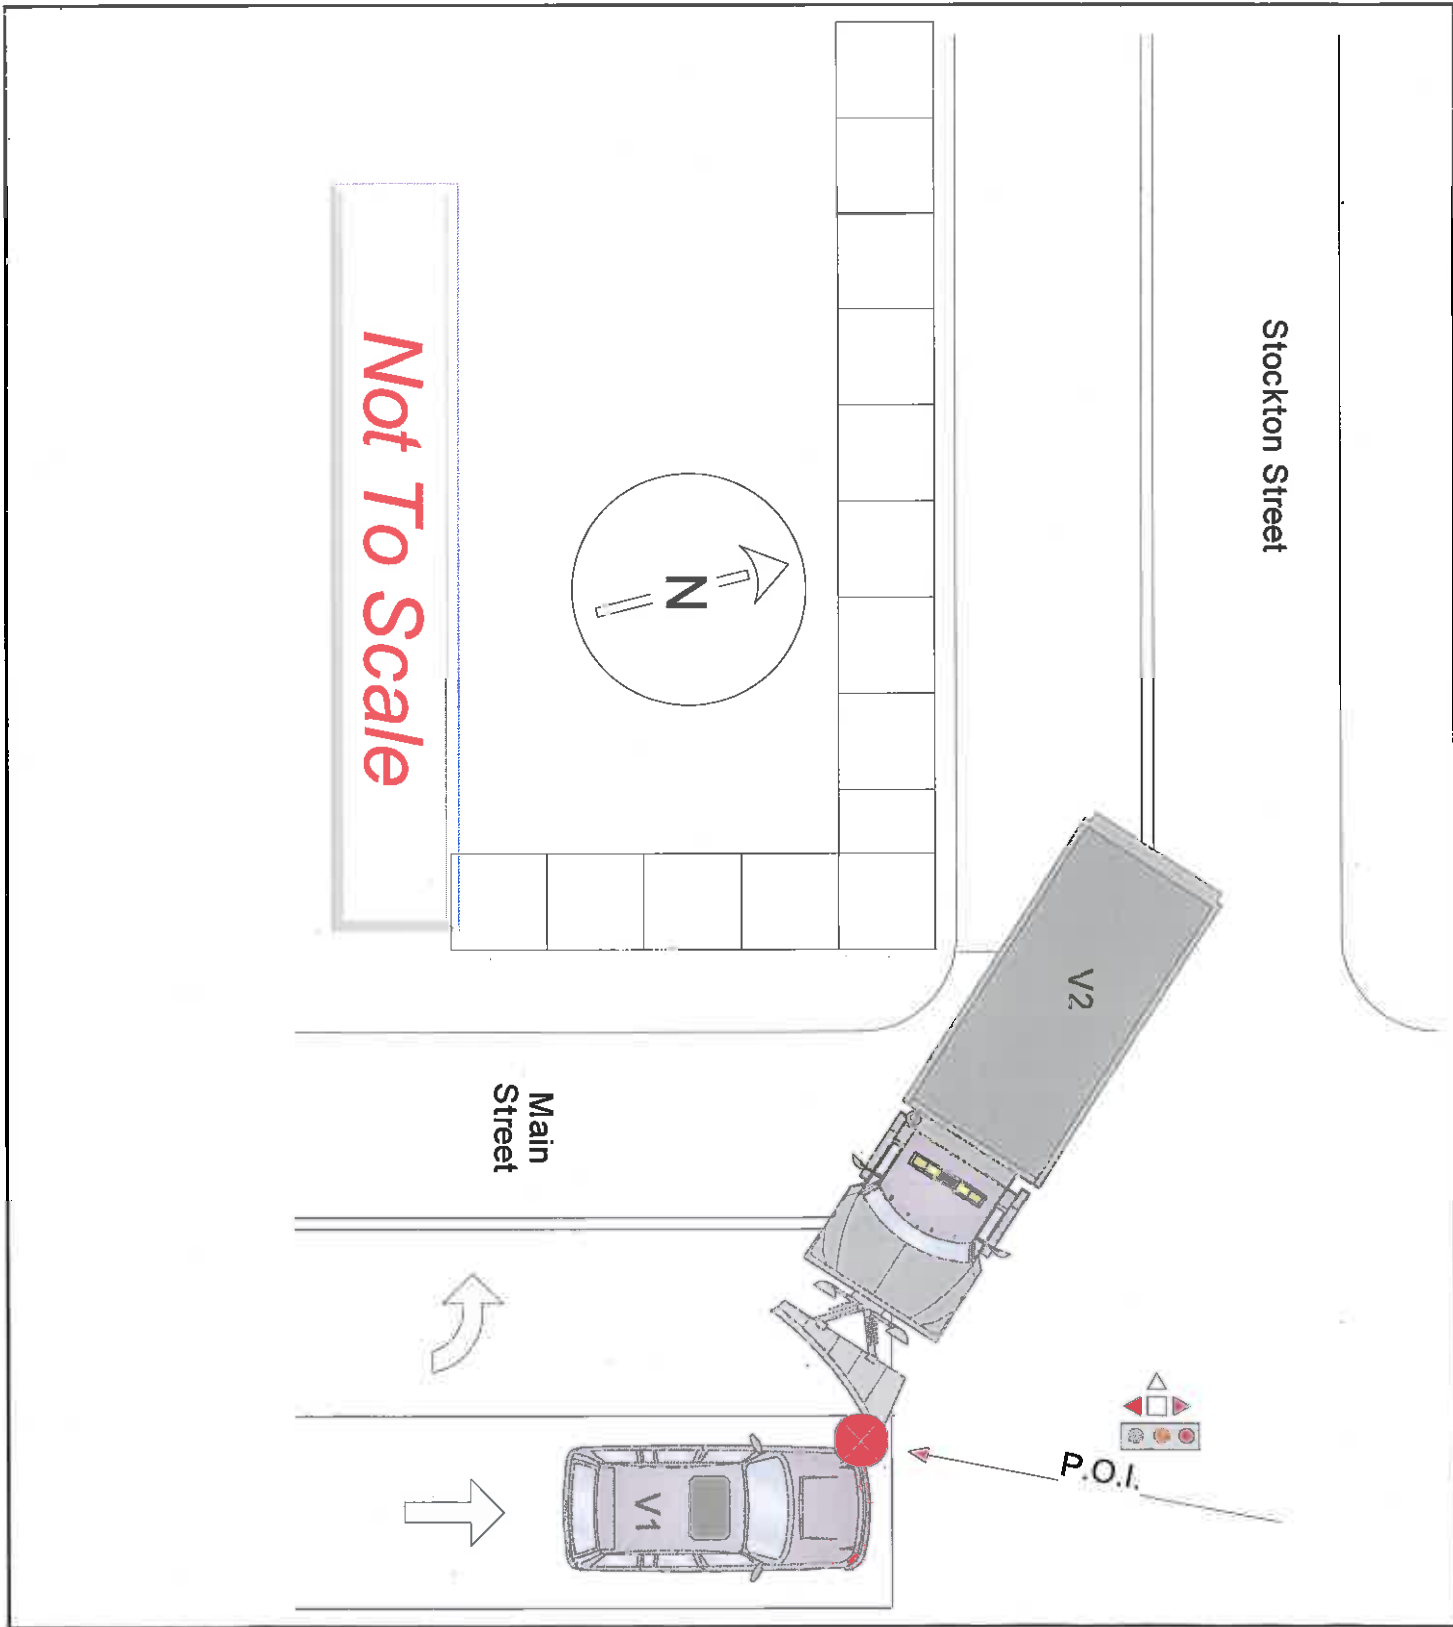 Stockton Street
Not To Scale
N
V2
Main
Street
P.O.I.
V1